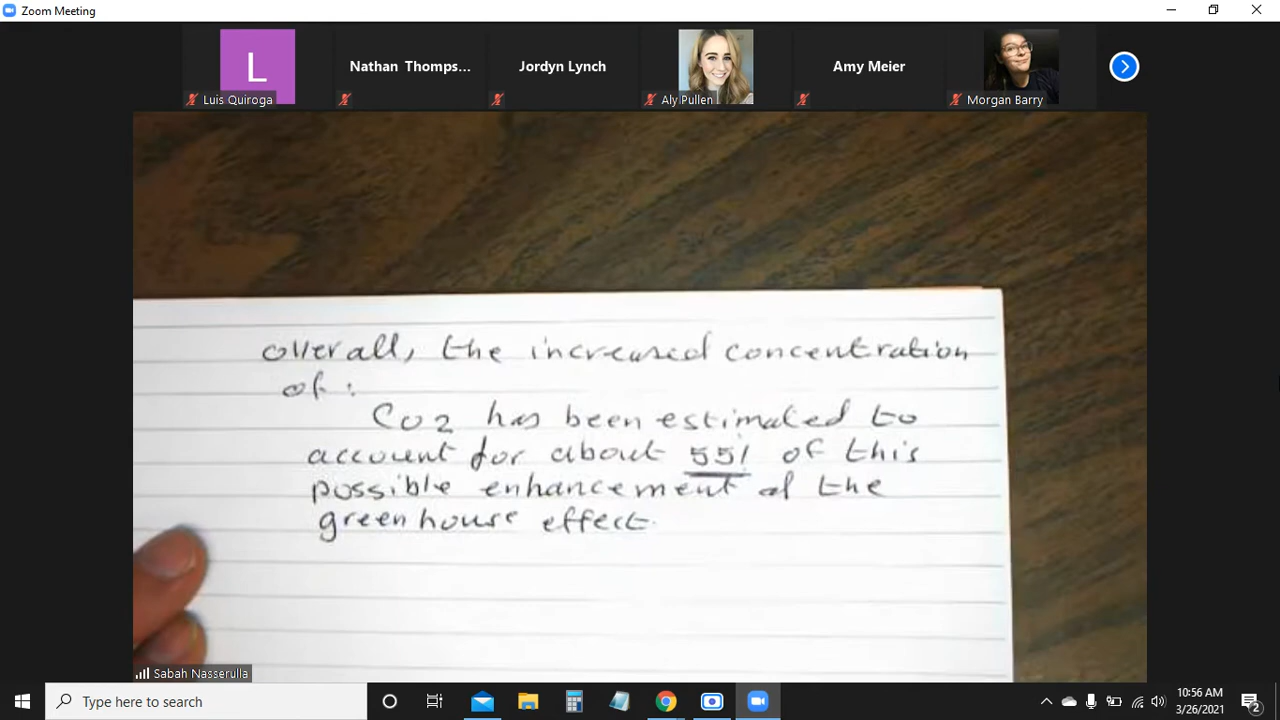 Zoom Meeting
L
Luis Quiroga
Nathan Thomps...
Jordyn Lynch
Aly Pullen
Amy Meier
Morgan Barry
overall, the increased concentration
of :
CO2 has been estimated to
account for about 55% of this
possible enhancement of the
greenhouse effect.
Sabah Nasserulla
Type here to search
10:56 AM
3/26/2021
2